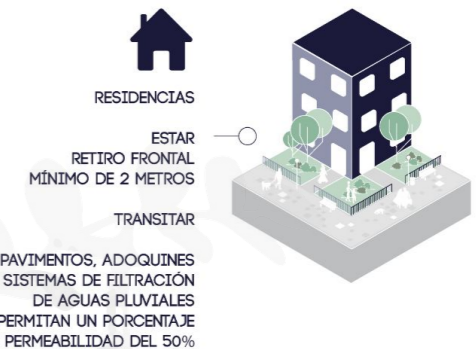 RESIDENCIAS
ESTAR
RETIRO FRONTAL
MÍNIMO DE 2 METROS
TRANSITAR
PAVIMENTOS, ADOQUINES
SISTEMAS DE FILTRACIÓN
DE AGUAS PLUVIALES
PERMITAN UN PORCENTAJE
PERMEABILIDAD DEL 50%